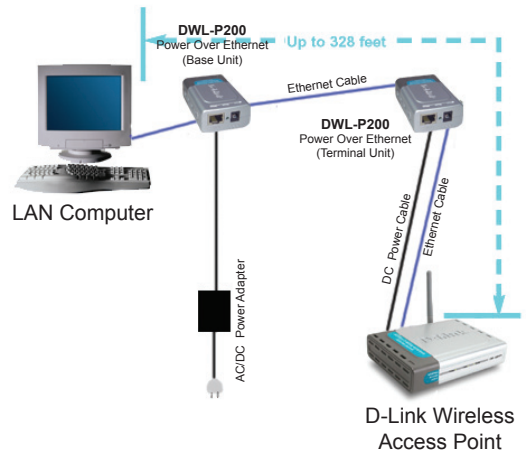 DWL-P200
Power Over Ethernet
(Base Unit)
Up to 328 feet
Ethernet Cable
DWL-P200
Power Over Ethernet
(Terminal Unit)
LAN Computer
AC/DC Power Adapter
DC Power Cable
Ethernet Cable
D-Link
D-Link Wireless
Access Point